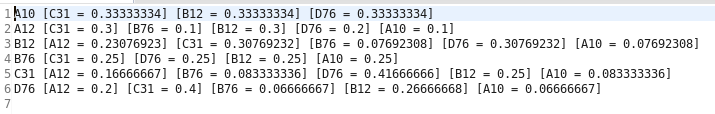 1 A10 [C31 = 0.33333334] [B12 = 0.33333334] [D76 = 0.33333334]
2 A12 [C31 = 0.3] [B76 = 0.1] [B12 = 0.3] [D76 = 0.2] [A10 = 0.1]
3 B12 [A12 = 0.23076923] [C31 = 0.30769232] [B76 = 0.07692308] [D76 = 0.30769232] [A10 = 0.07692308]
4 B76 [C31 = 0.25] [D76 = 0.25] [B12 = 0.25] [A10 = 0.25]
5 C31 [A12 = 0.16666667] [B76 = 0.083333336] [D76 = 0.41666666] [B12 = 0.25] [A10 = 0.083333336]
6 D76 [A12 = 0.2] [C31 = 0.4] [B76 = 0.06666667] [B12 = 0.26666668] [A10 = 0.06666667]
7